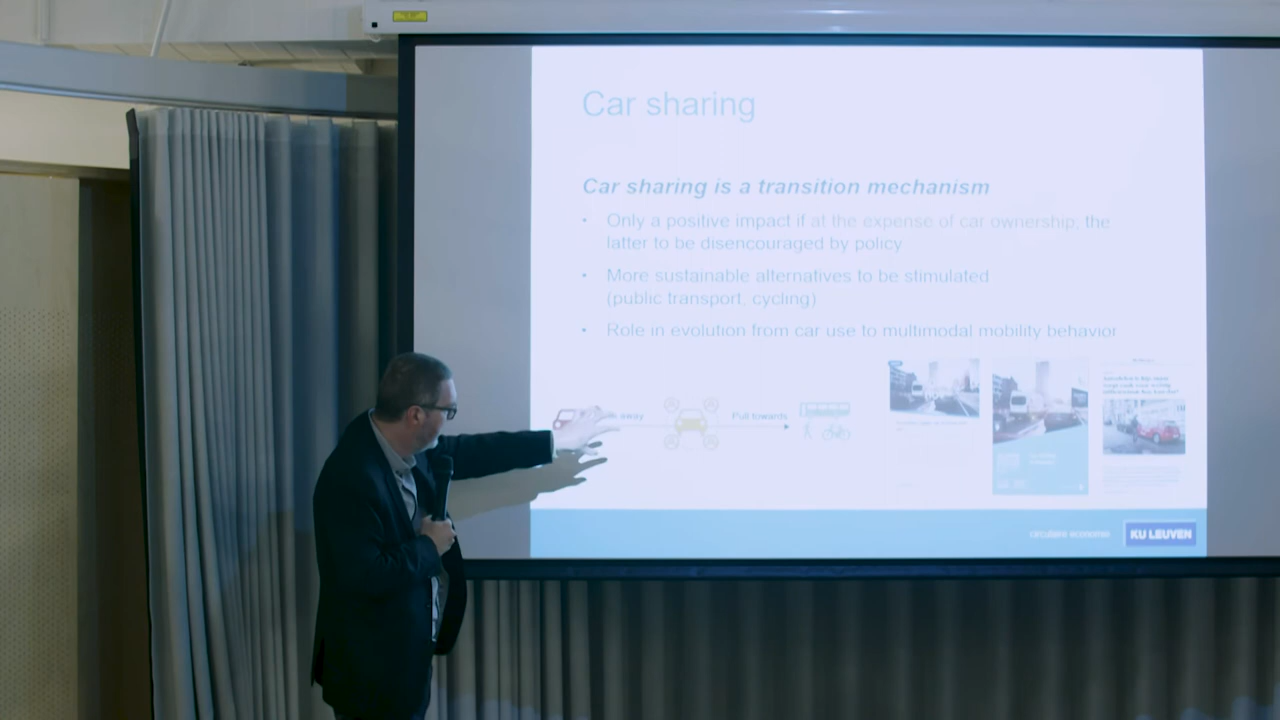 Car sharing
Car sharing is a transition mechanism
• Only a positive impact if at the expense of car ownership; the
latter to be disencouraged by policy
• More sustainable alternatives to be stimulated
(public transport, cycling)
• Role in evolution from car use to multimodal mobility behavior
away
Pull towards
circulaire economie
KU LEUVEN